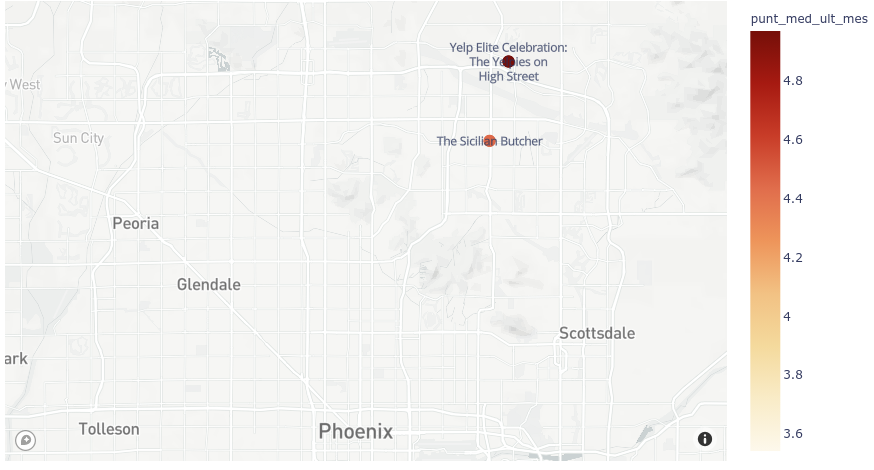 punt_med_ult_mes
Yelp Elite Celebration:
The Yelpies on
High Street
West
4.8
Sun City
The Sicilian Butcher
4.6
4.4
Peoria
4.2
Glendale
4
Scottsdale
ark
3.8
Tolleson
Phoenix
3.6